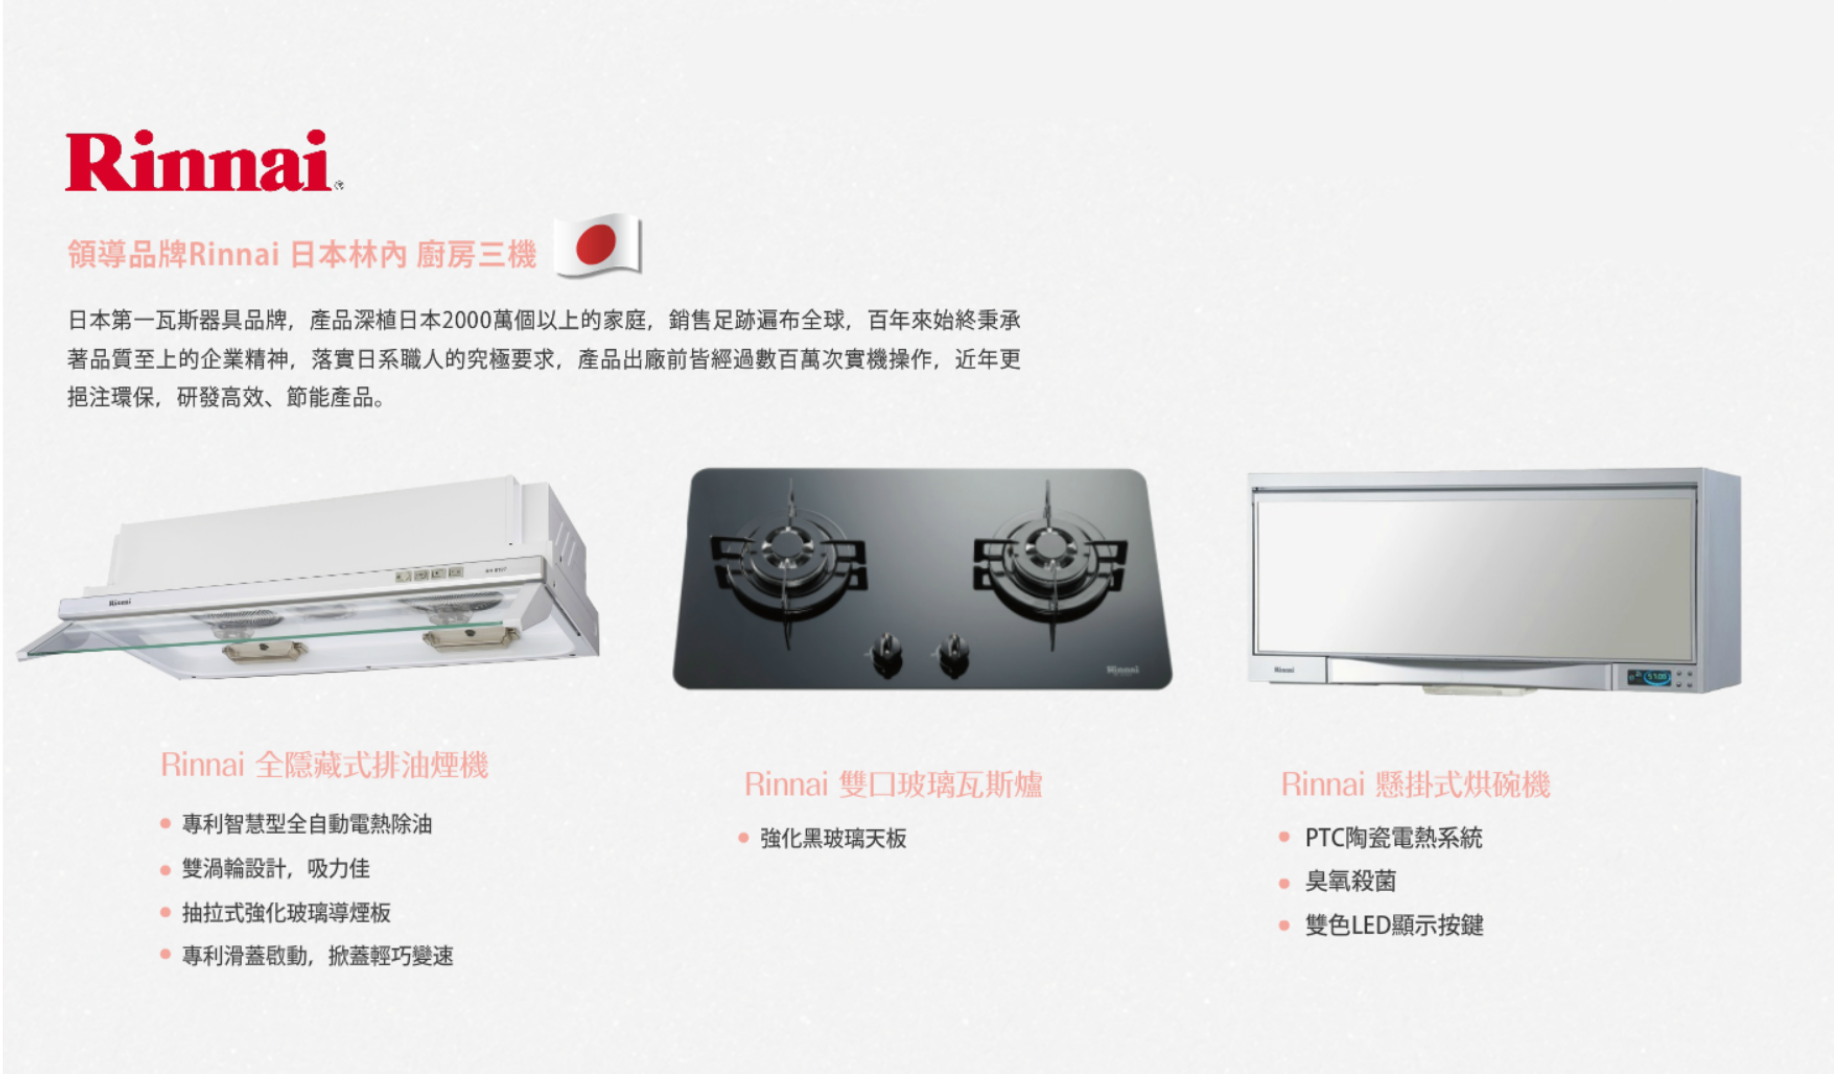 Rinnai®
領導品牌Rinnai 日本林內 廚房三機
日本第一瓦斯器具品牌，產品深植日本2000萬個以上的家庭，銷售足跡遍布全球，百年來始終秉承
著品質至上的企業精神，落實日系職人的究極要求，產品出廠前皆經過數百萬次實機操作，近年更
挹注環保，研發高效、節能產品。
Rinnai
Rinnai
Rinnai
Rinnai 全隱藏式排油煙機
專利智慧型全自動電熱除油
雙渦輪設計，吸力佳
抽拉式強化玻璃導煙板
專利滑蓋啟動，掀蓋輕巧變速
Rinnai 雙口玻璃瓦斯爐
強化黑玻璃天板
Rinnai 懸掛式烘碗機
PTC陶瓷電熱系統
臭氧殺菌
雙色LED顯示按鍵